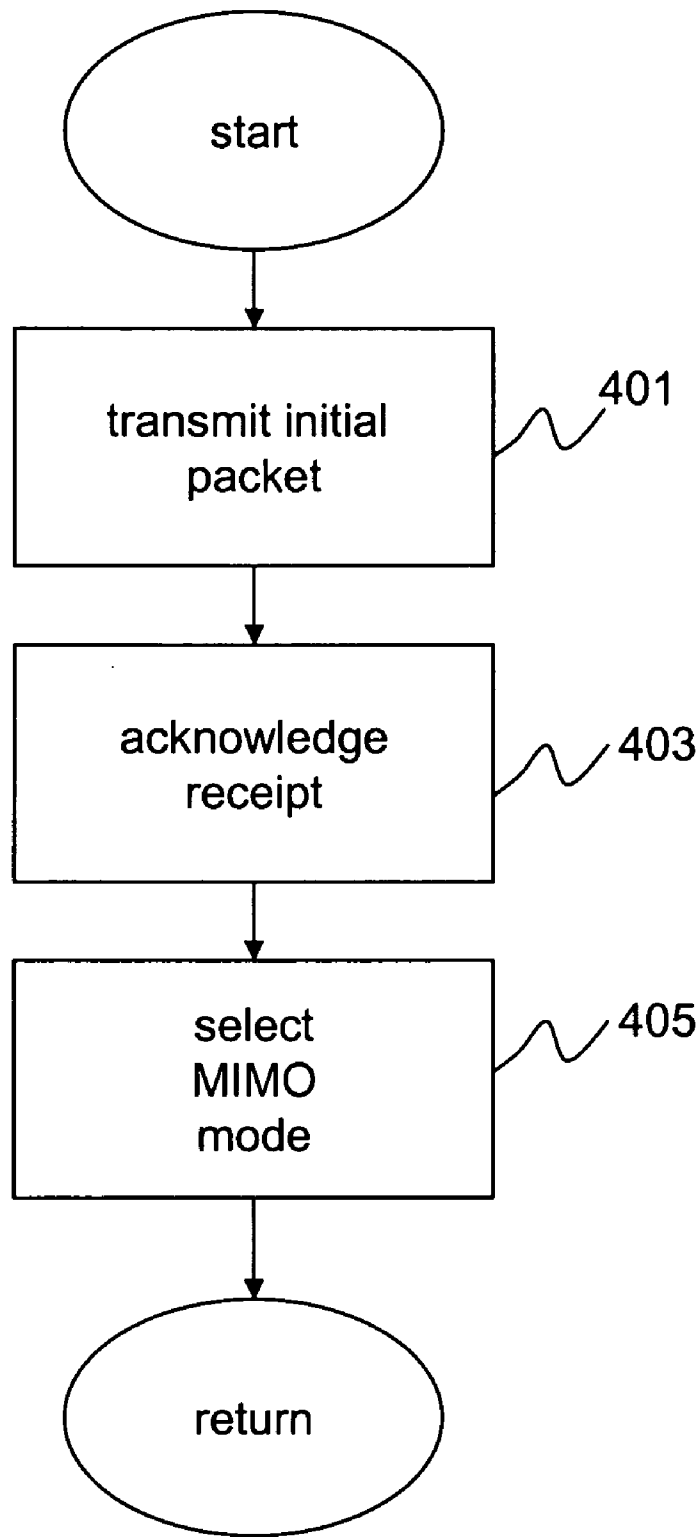 start
transmit initial
packet
401
acknowledge
receipt
403
select
MIMO
mode
405
return